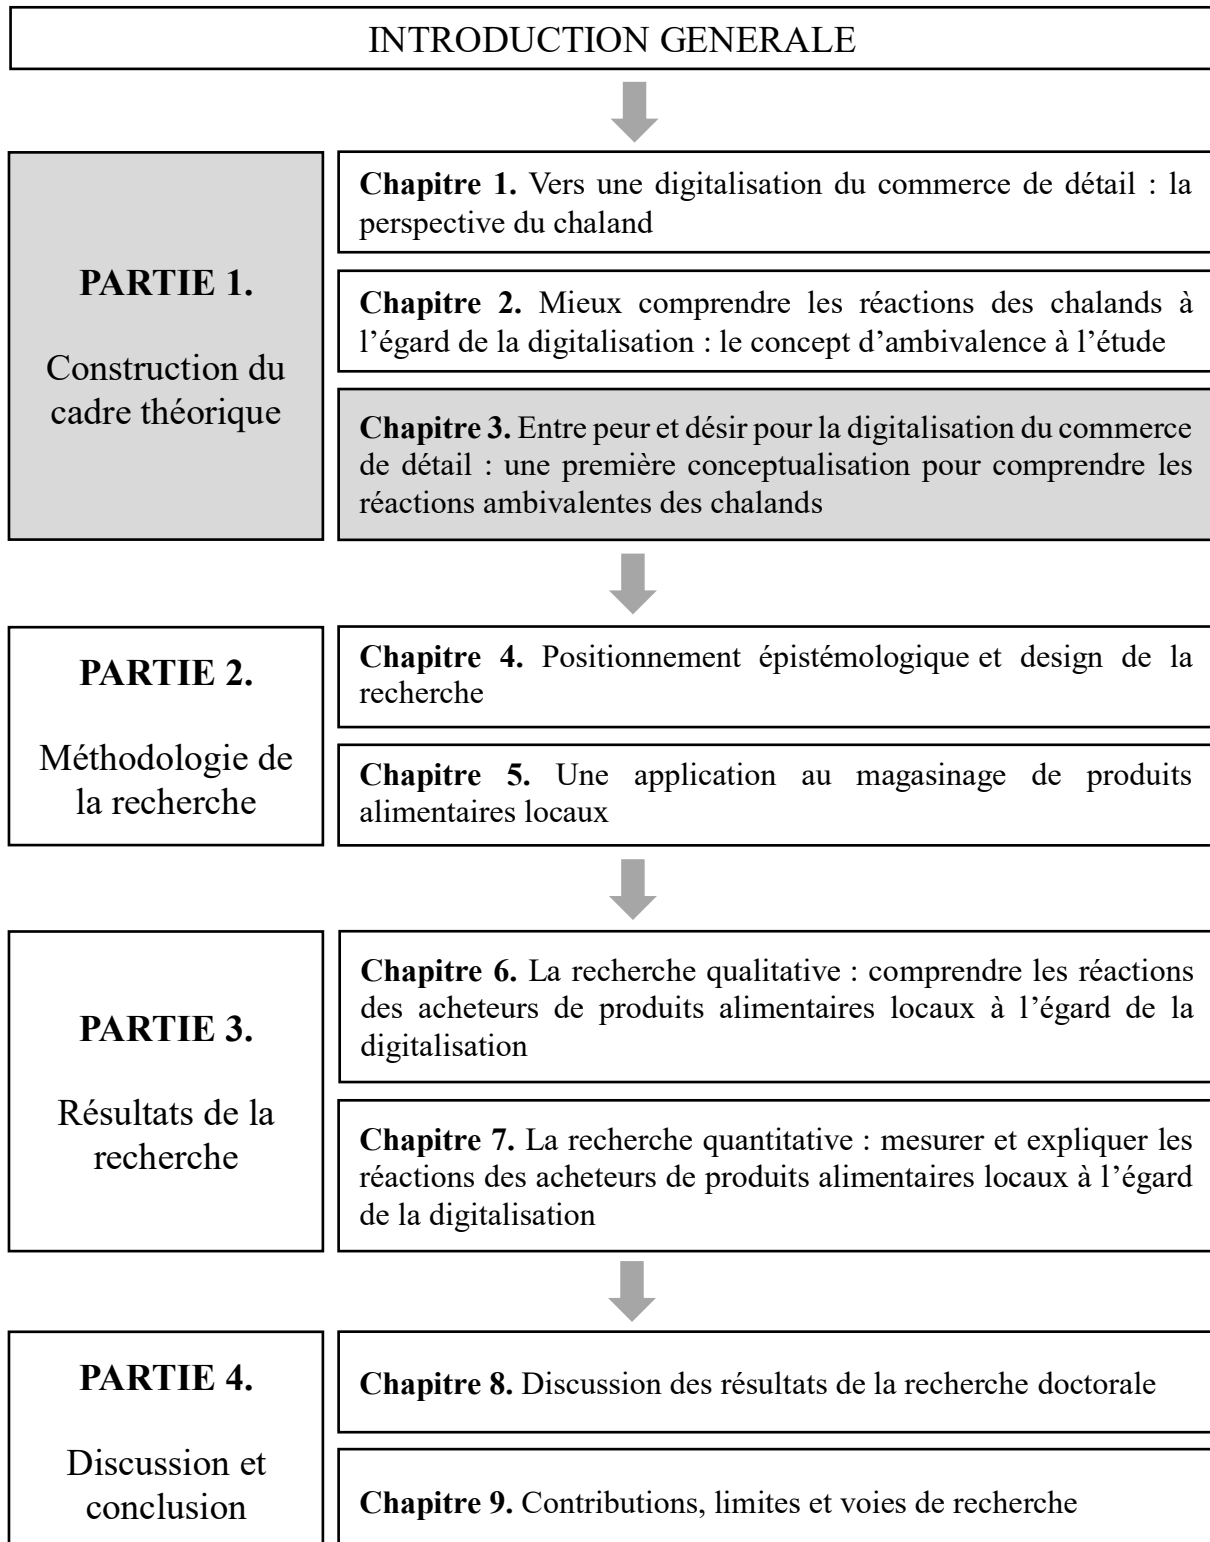 INTRODUCTION GENERALE
PARTIE 1.
Construction du
cadre théorique
Chapitre 1. Vers une digitalisation du commerce de détail : la
perspective du chaland
Chapitre 2. Mieux comprendre les réactions des chalands à
l’égard de la digitalisation : le concept d’ambivalence à l’étude
Chapitre 3. Entre peur et désir pour la digitalisation du commerce
de détail : une première conceptualisation pour comprendre les
réactions ambivalentes des chalands
PARTIE 2.
Méthodologie de
la recherche
Chapitre 4. Positionnement épistémologique et design de la
recherche
Chapitre 5. Une application au magasinage de produits
alimentaires locaux
PARTIE 3.
Résultats de la
recherche
Chapitre 6. La recherche qualitative : comprendre les réactions
des acheteurs de produits alimentaires locaux à l’égard de la
digitalisation
Chapitre 7. La recherche quantitative : mesurer et expliquer les
réactions des acheteurs de produits alimentaires locaux à l’égard
de la digitalisation
PARTIE 4.
Discussion et
conclusion
Chapitre 8. Discussion des résultats de la recherche doctorale
Chapitre 9. Contributions, limites et voies de recherche